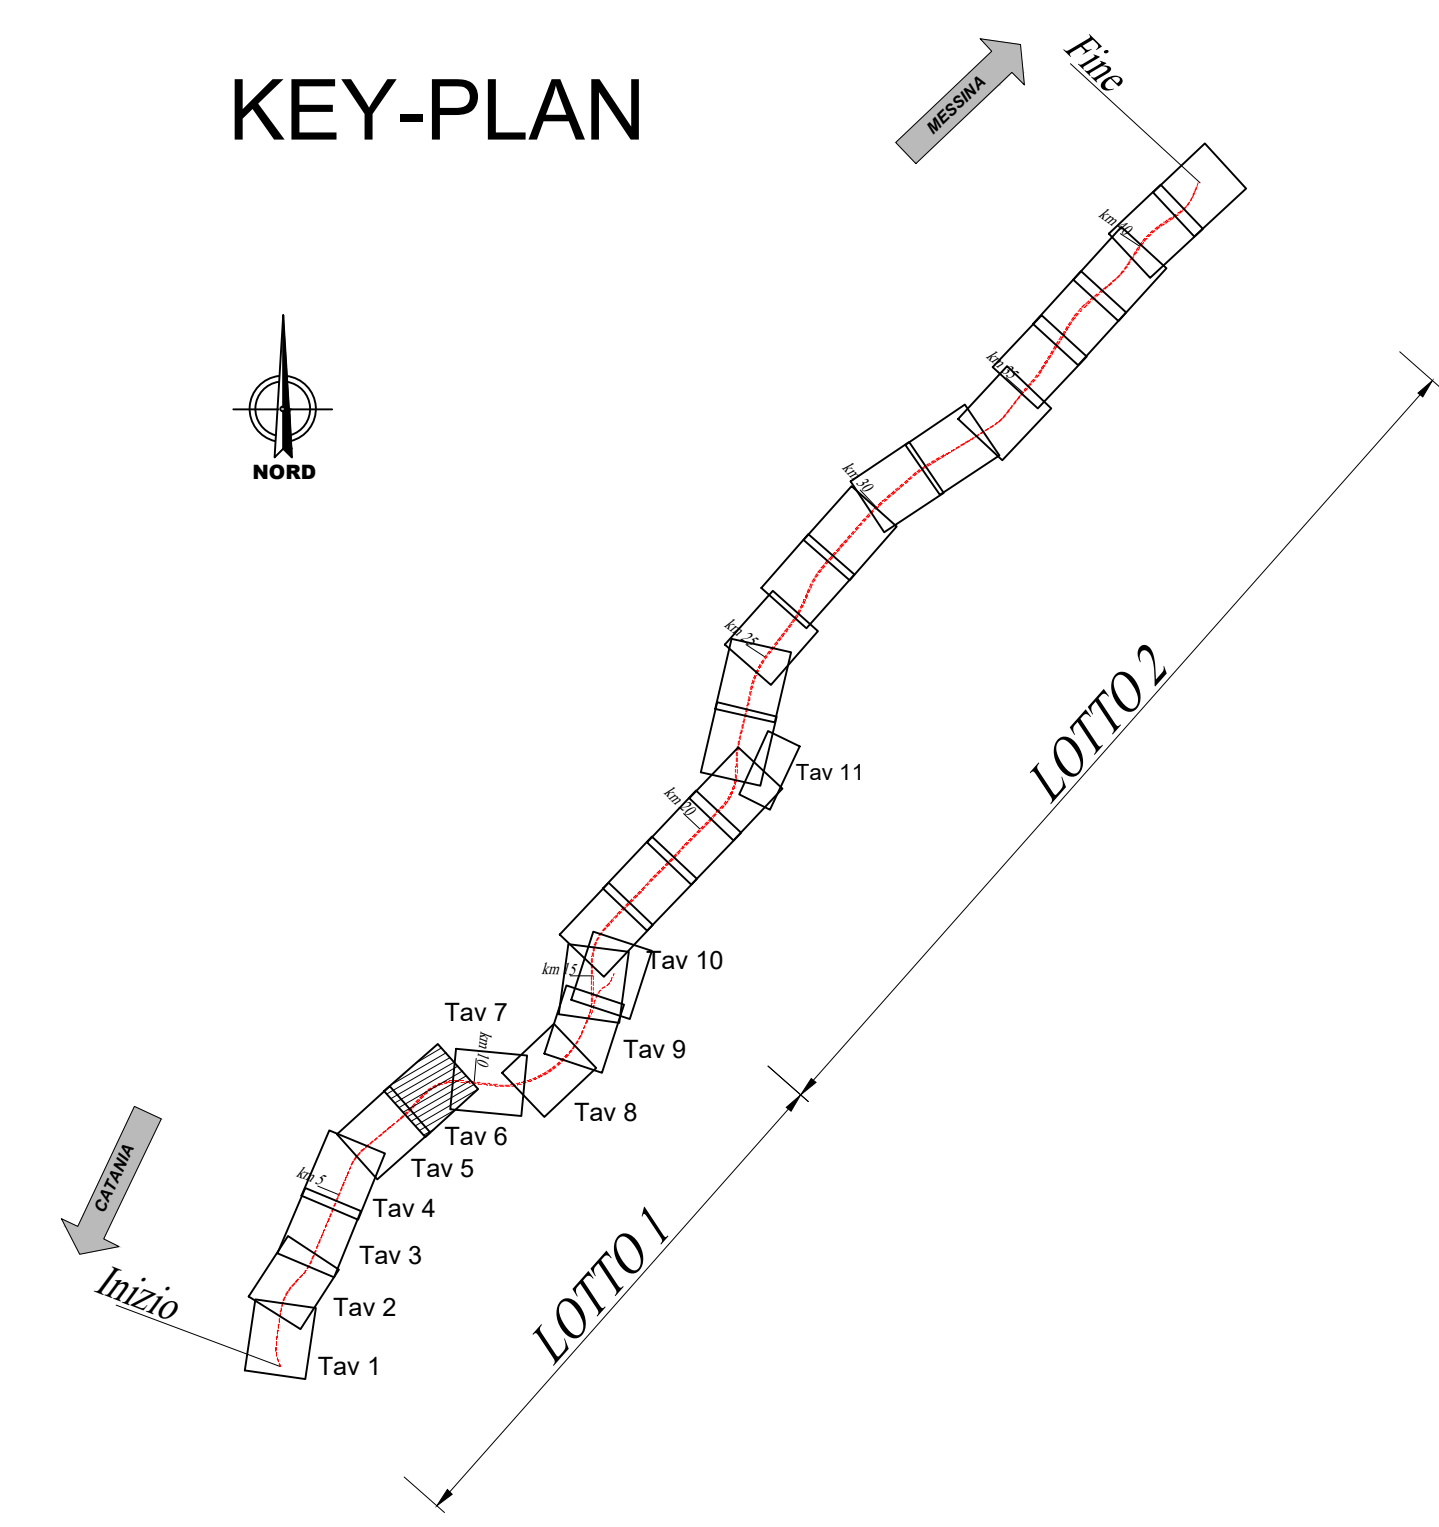 Fine
MESSINA
KEY-PLAN
km 40
km 35
NORD
km 30
km 25
LOTTO 2
Tav 11
km 20
Tav 10
km 15
Tav 7
km 10
Tav 9
Tav 8
Tav 6
Tav 5
CATANIA
km 5
Tav 4
LOTTO 1
Tav 3
Inizio
Tav 2
Tav 1